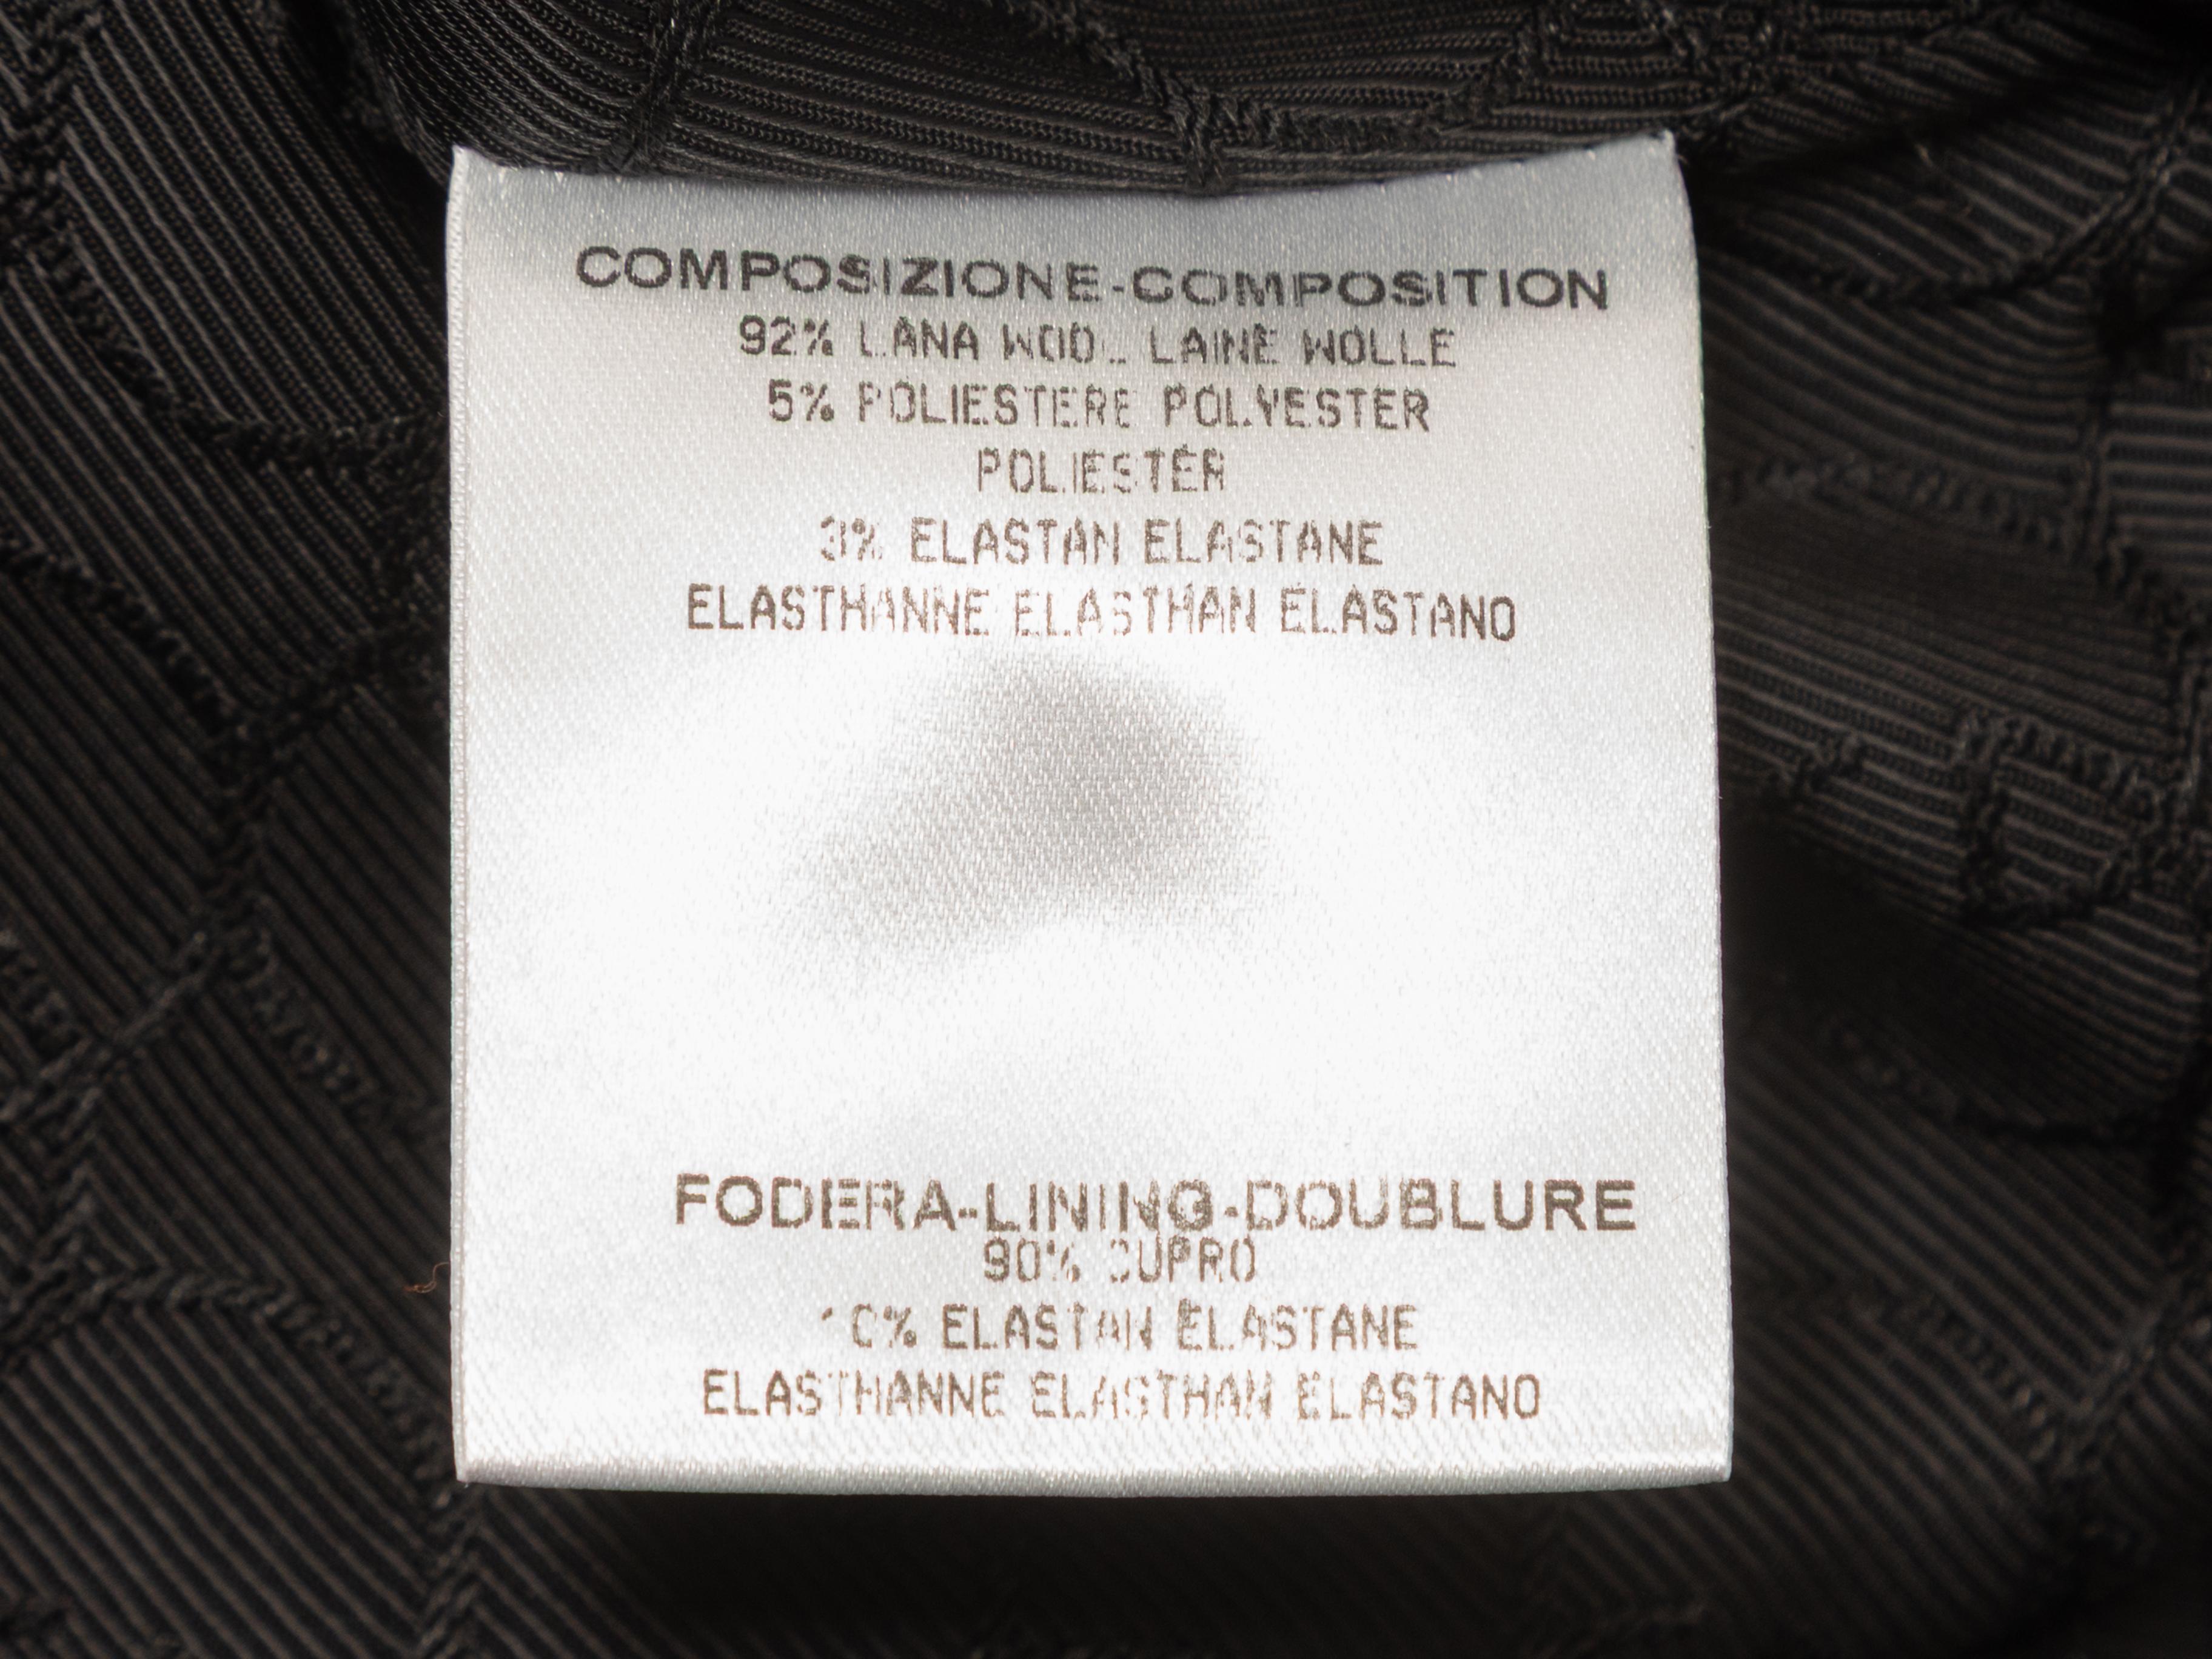 COMPOSIZIONE-COMPOSITION
92% LANA WOOL LAINE WOLLE
5% POLIESTERE POLYESTER
POLIESTER
3% ELASTAN ELASTANE
ELASTHANNE ELASTHAN ELASTANO
FODERA-LINING-DOUBLURE
90% CUPRO
10% ELASTAN ELASTANE
ELASTHANNE ELASTHAN ELASTANO